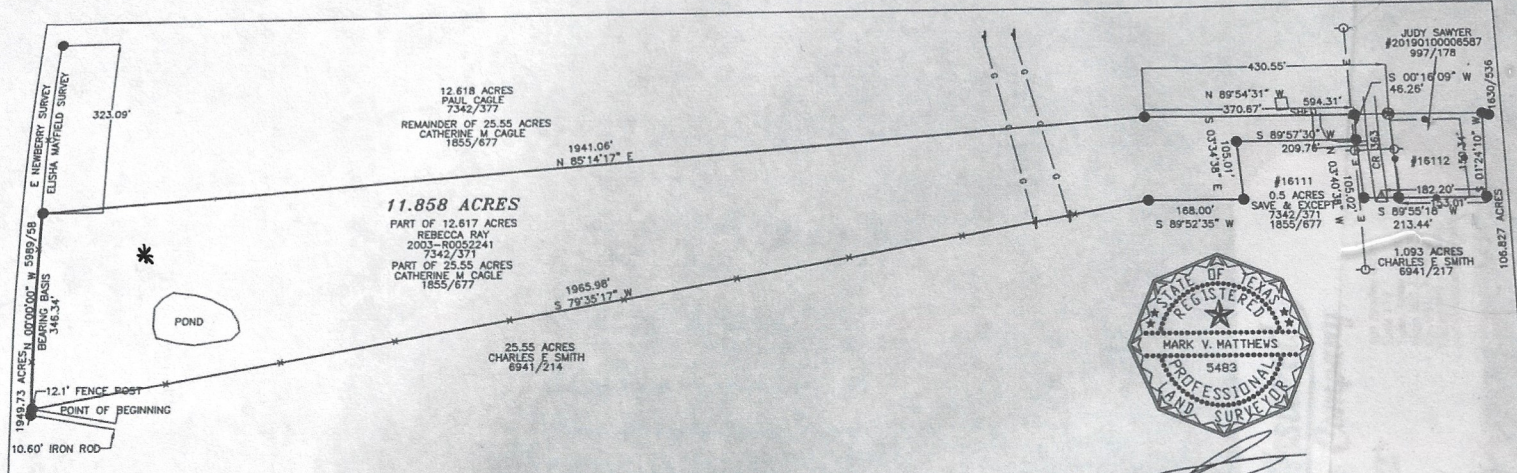 E NEWBERRY SURVEY
ELISHA MAYFIELD SURVEY
323.09'
12.618 ACRES
PAUL CAGLE
7342/377
REMAINDER OF 25.55 ACRES
CATHERINE M CAGLE
1855/677
1941.06'
N 85'14'17" E
11.858 ACRES
PART OF 12.617 ACRES
REBECCA RAY
2003-R0052241
7342/371
PART OF 25.55 ACRES
CATHERINE M CAGLE
1855/677
1949.73 ACRES
5989/58
N 00'00'00" W
BEARING BASIS
346.34'
POND
1965.98'
S 79'35'17" W
25.55 ACRES
CHARLES E SMITH
6941/214
12.1' FENCE POST
POINT OF BEGINNING
10.60' IRON ROD
G
G
G
G
G
G
430.55'
N 89'54'31" W
370.67'
594.31'
SHED
S 00'16'09" W
46.26'
JUDY SAWYER
#20190100006587
997/178
1630/536
S 89'57'30" W
209.76'
S 03'34'38" E
105.01'
#16111
0.5 ACRES
SAVE & EXCEPT
7342/371
1855/677
N 03'40'38" W
105.02'
E
E
E
CR 363
#16112
S 01'24'10" W
182.20'
153.01'
S 89'55'18" W
213.44'
168.00'
S 89'52'35" W
1.093 ACRES
CHARLES E SMITH
6941/217
106.827 ACRES
STATE OF TEXAS
REGISTERED
MARK V. MATTHEWS
5483
PROFESSIONAL
LAND SURVEYOR